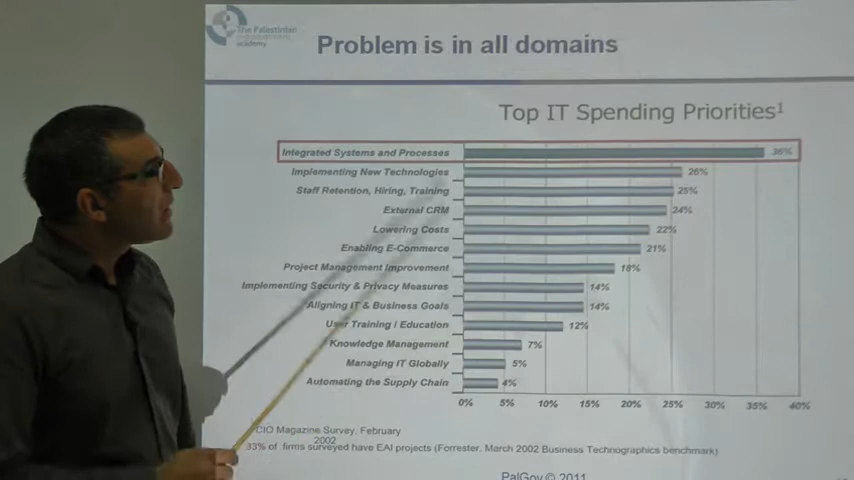 The Palestinian
academy
Problem is in all domains
Top IT Spending Priorities¹
Integrated Systems and Processes 36%
Implementing New Technologies 26%
Staff Retention, Hiring, Training 25%
External CRM 24%
Lowering Costs 22%
Enabling E-Commerce 21%
Project Management Improvement 18%
Implementing Security & Privacy Measures 14%
Aligning IT & Business Goals 14%
User Training / Education 12%
Knowledge Management 7%
Managing IT Globally 5%
Automating the Supply Chain 4%
0% 5% 10% 15% 20% 25% 30% 35% 40%
CIO Magazine Survey, February
2002
33% of firms surveyed have EAI projects (Forrester, March 2002 Business Technographics benchmark)
PalGov © 2011